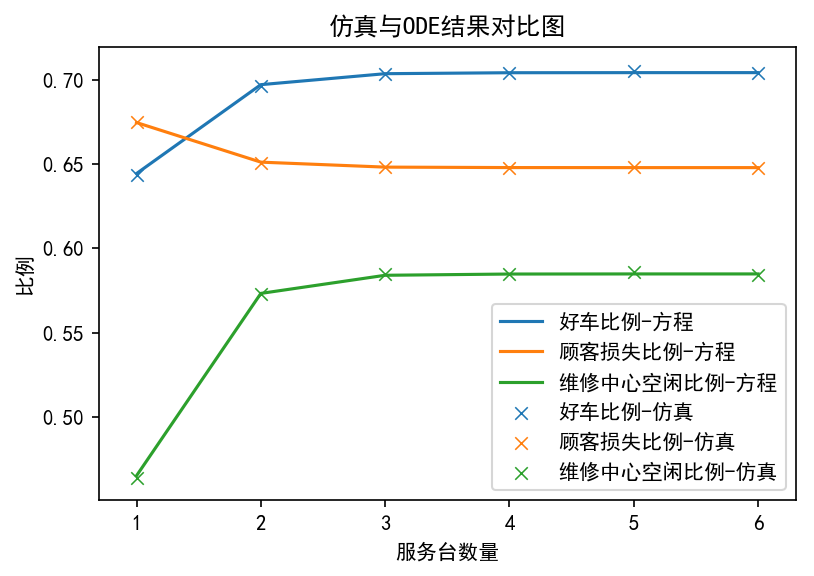 仿真与ODE结果对比图
比例
0.70
0.65
0.60
0.55
0.50
好车比例-方程
顾客损失比例-方程
维修中心空闲比例-方程
好车比例-仿真
顾客损失比例-仿真
维修中心空闲比例-仿真
1 2 3 4 5 6
服务台数量